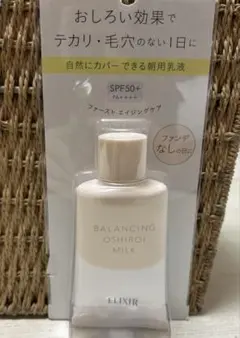 おしろい効果で
テカリ・毛穴のない1日に
自然にカバーできる朝用乳液
SPF50+
PA++++
ファースト エイジングケア
ファンデ
なしの日に
BALANCING
OSHIROI
MILK
ELIXIR